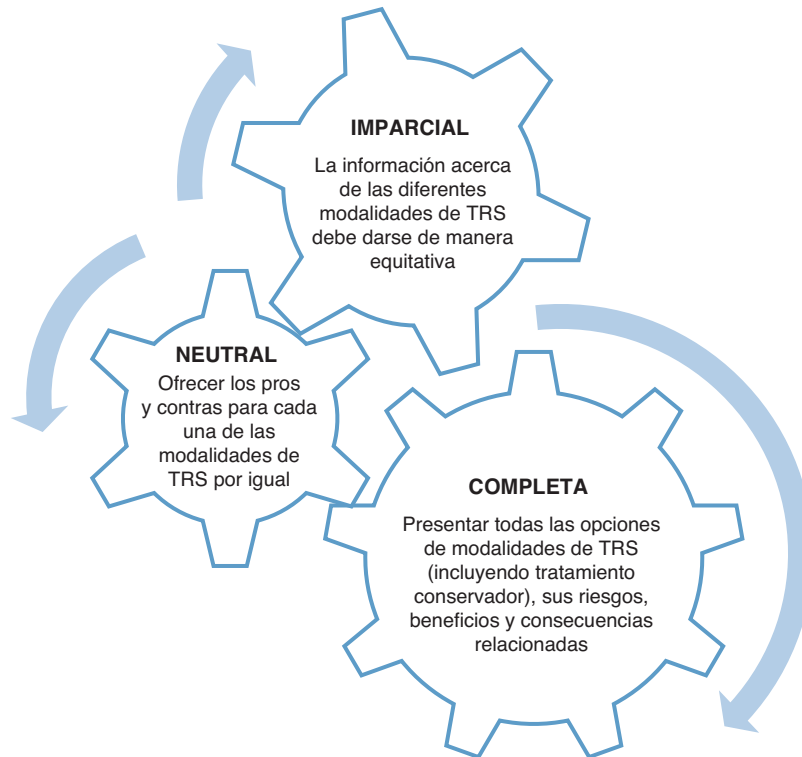 IMPARCIAL
La información acerca
de las diferentes
modalidades de TRS
debe darse de manera
equitativa
NEUTRAL
Ofrecer los pros
y contras para cada
una de las
modalidades de
TRS por igual
COMPLETA
Presentar todas las opciones
de modalidades de TRS
(incluyendo tratamiento
conservador), sus riesgos,
beneficios y consecuencias
relacionadas